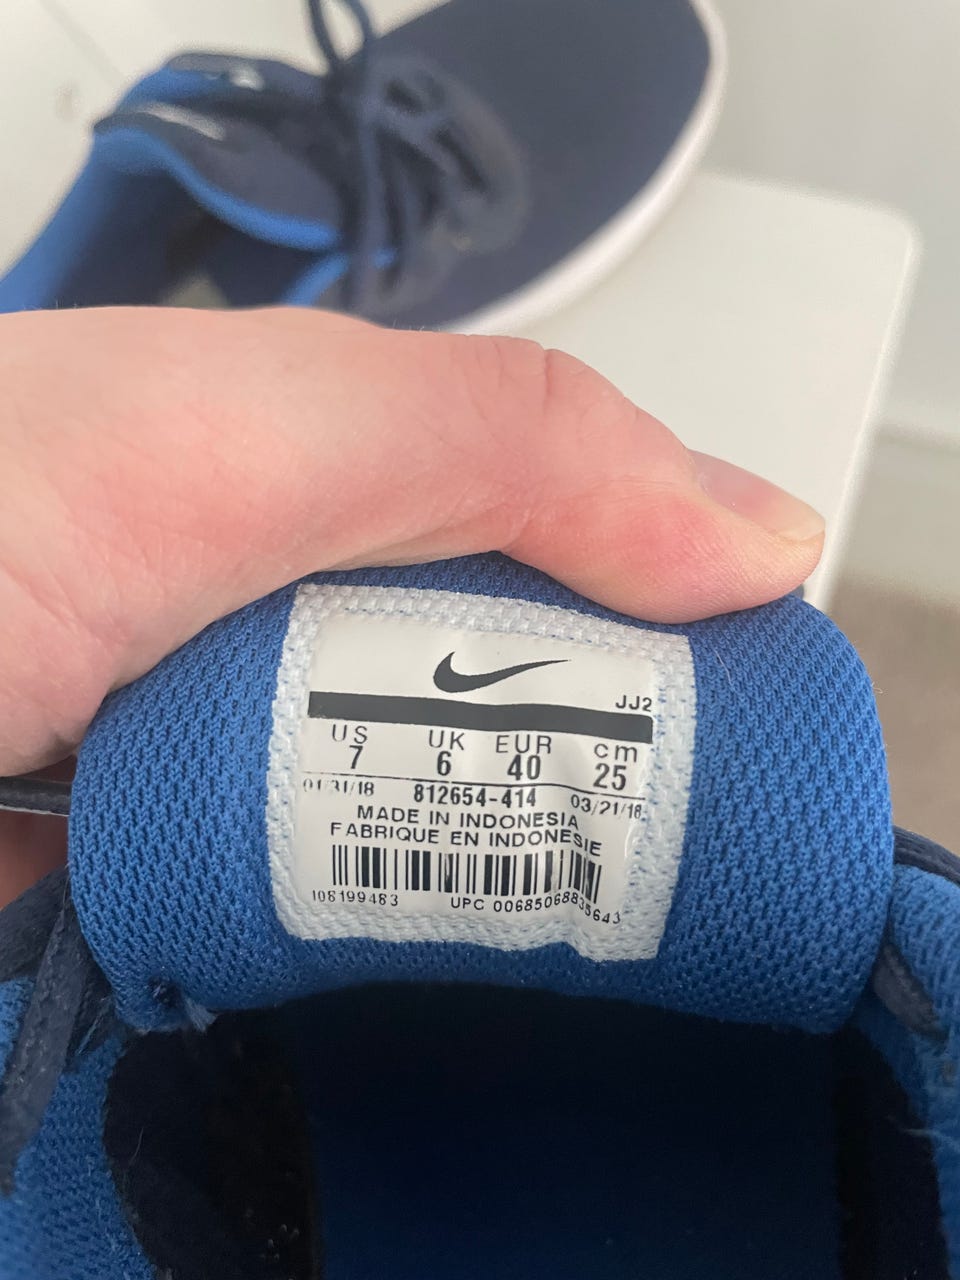 JJ2
US UK EUR cm
7 6 40 25
01/31/18 812654-414 03/21/18
MADE IN INDONESIA
FABRIQUE EN INDONESIE
108199483 UPC 00685068835643